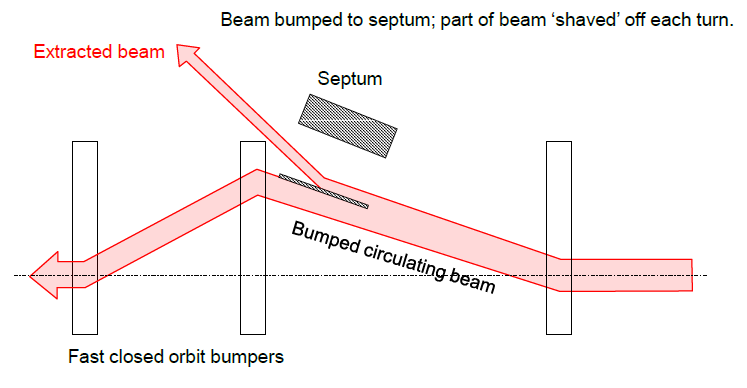 Beam bumped to septum; part of beam ‘shaved’ off each turn.
Extracted beam
Septum
Bumped circulating beam
Fast closed orbit bumpers